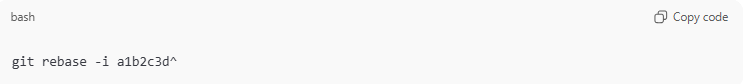 bash
Copy code
git rebase -i a1b2c3d^